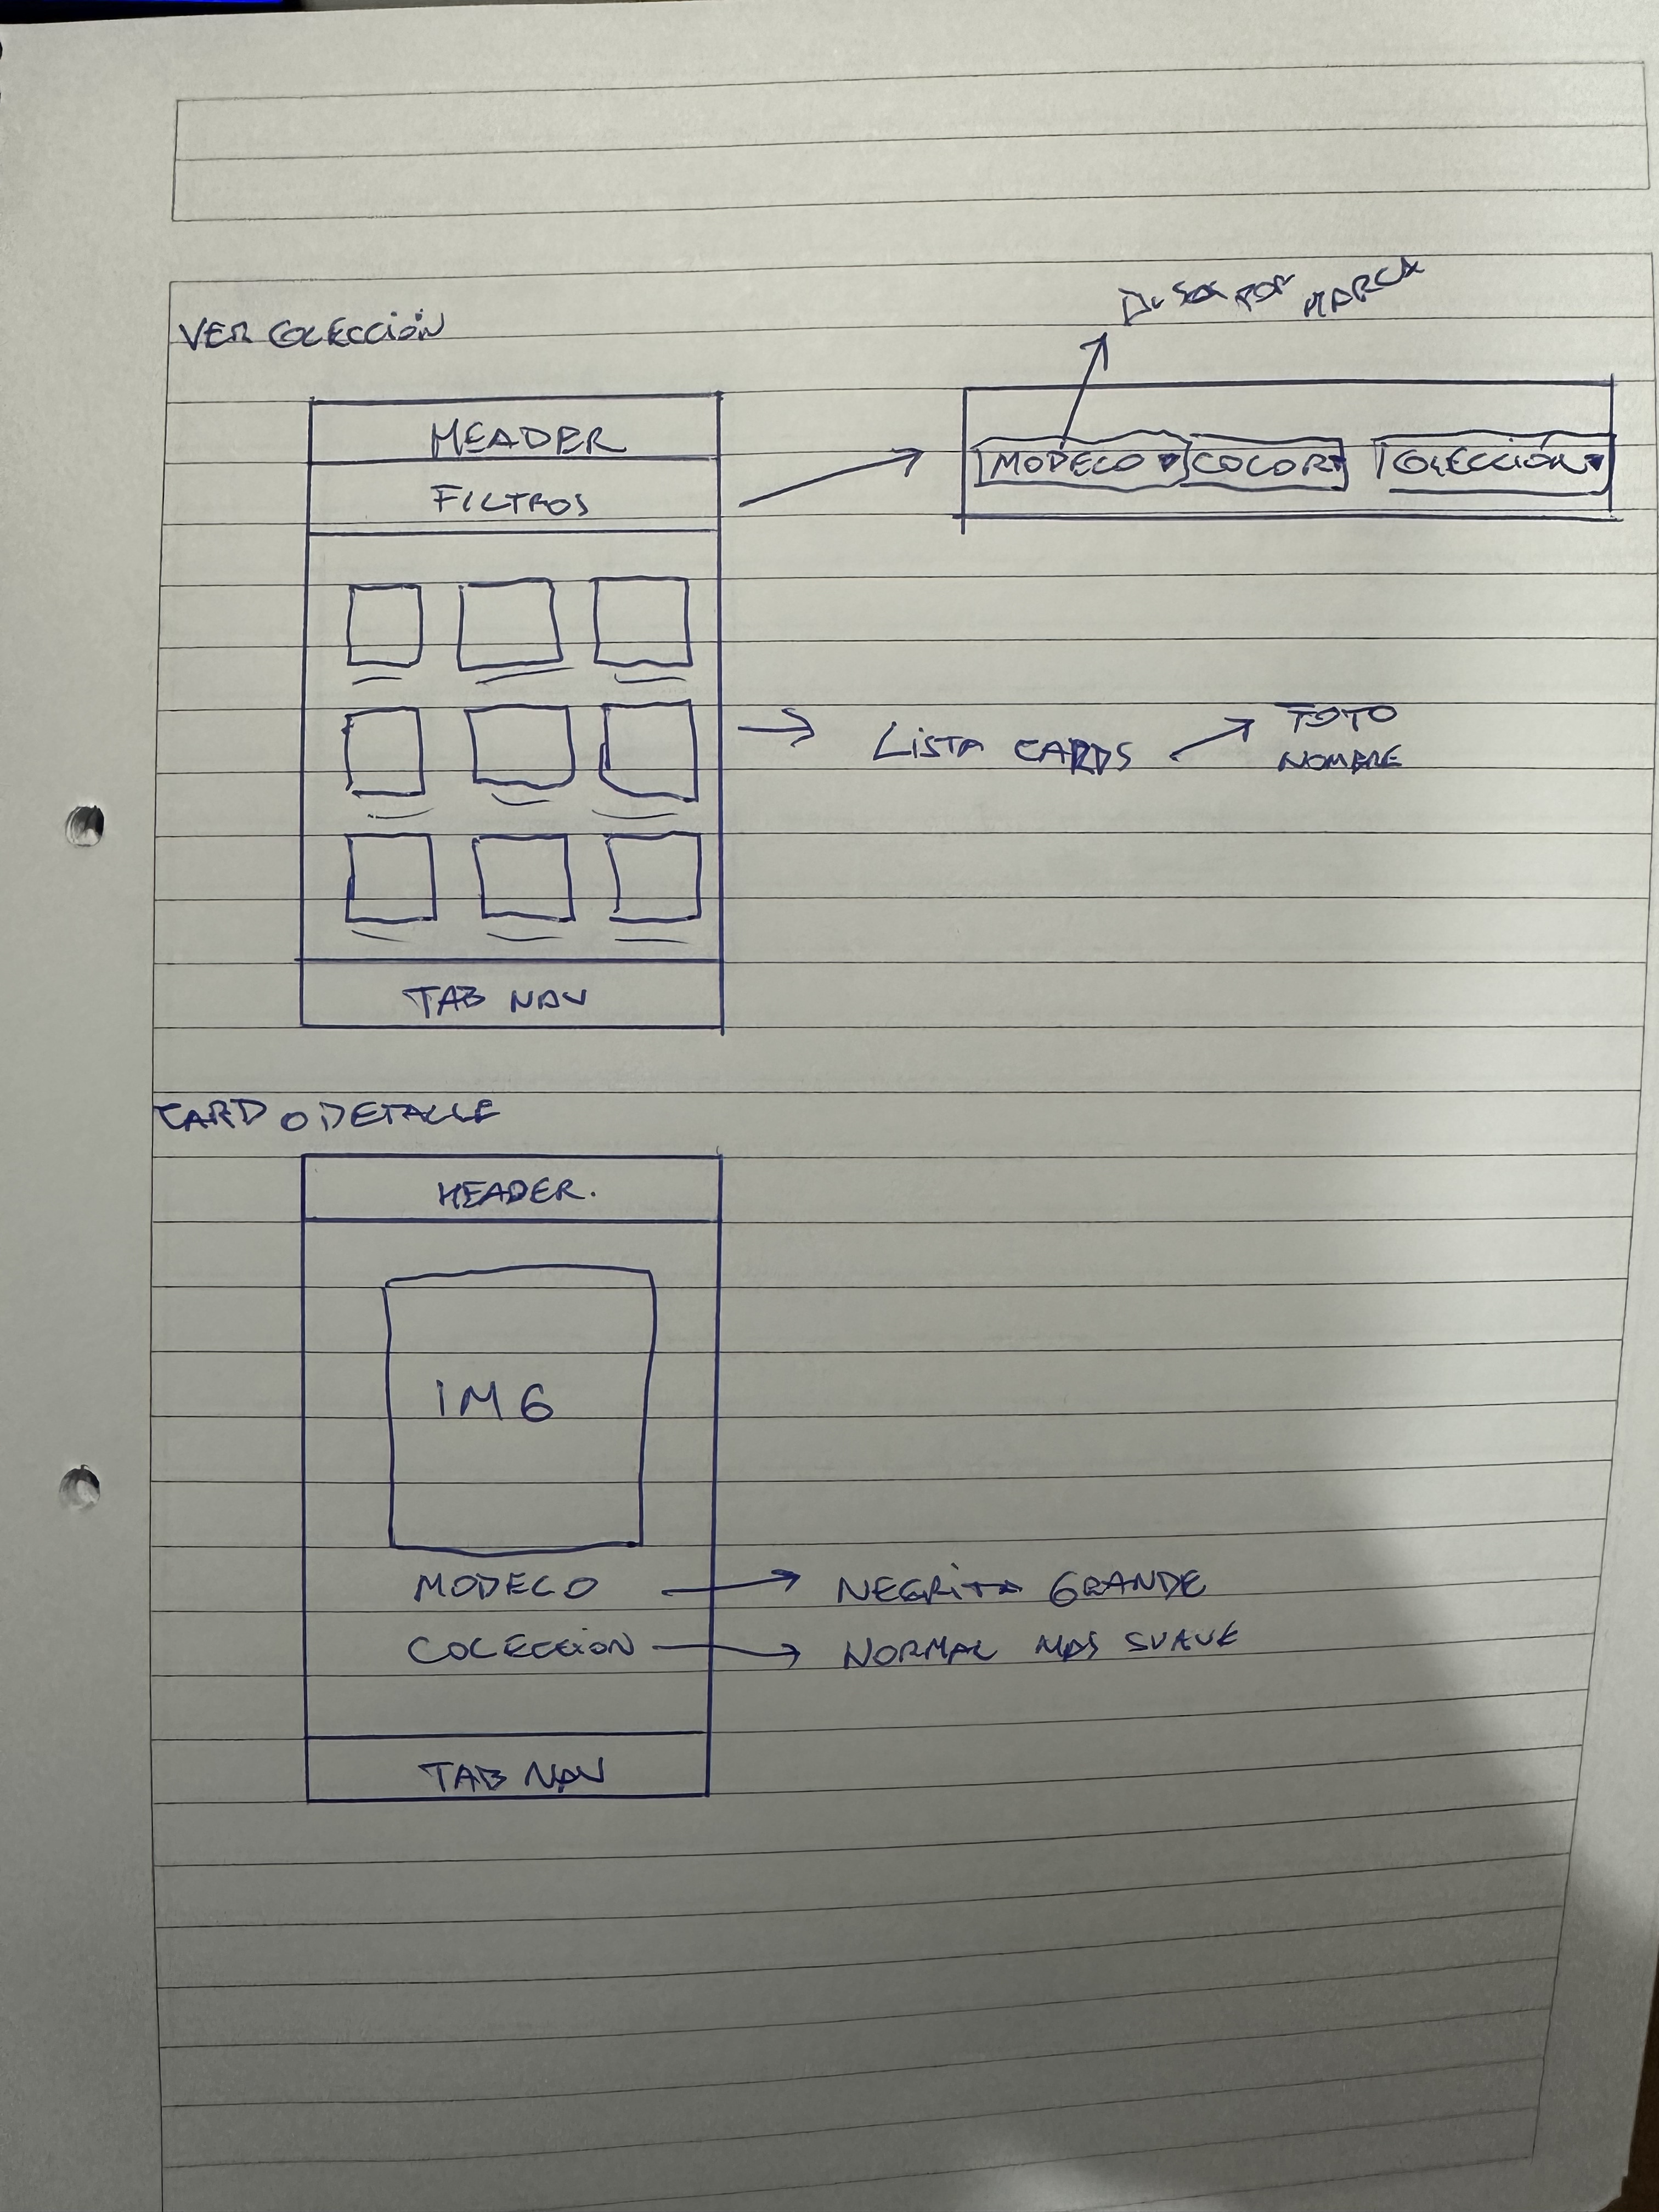 VER COLECCIÓN
POR MARCA
HEADER
FILTROS
MODELO COLOR COLECCIÓN
LISTA CARDS
FOTO
NOMBRE
TAB NAV
CARD O DETALLE
HEADER.
IMG
MODELO
NEGRITA GRANDE
COLECCION
NORMAL MAS SUAVE
TAB NAV